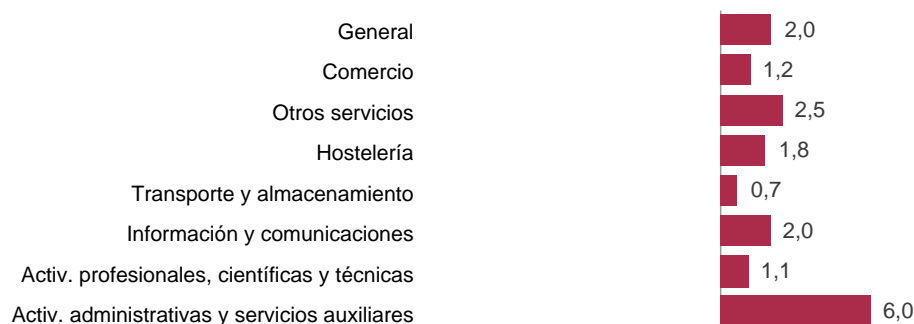 General 2,0
Comercio 1,2
Otros servicios 2,5
Hostelería 1,8
Transporte y almacenamiento 0,7
Información y comunicaciones 2,0
Activ. profesionales, científicas y técnicas 1,1
Activ. administrativas y servicios auxiliares 6,0